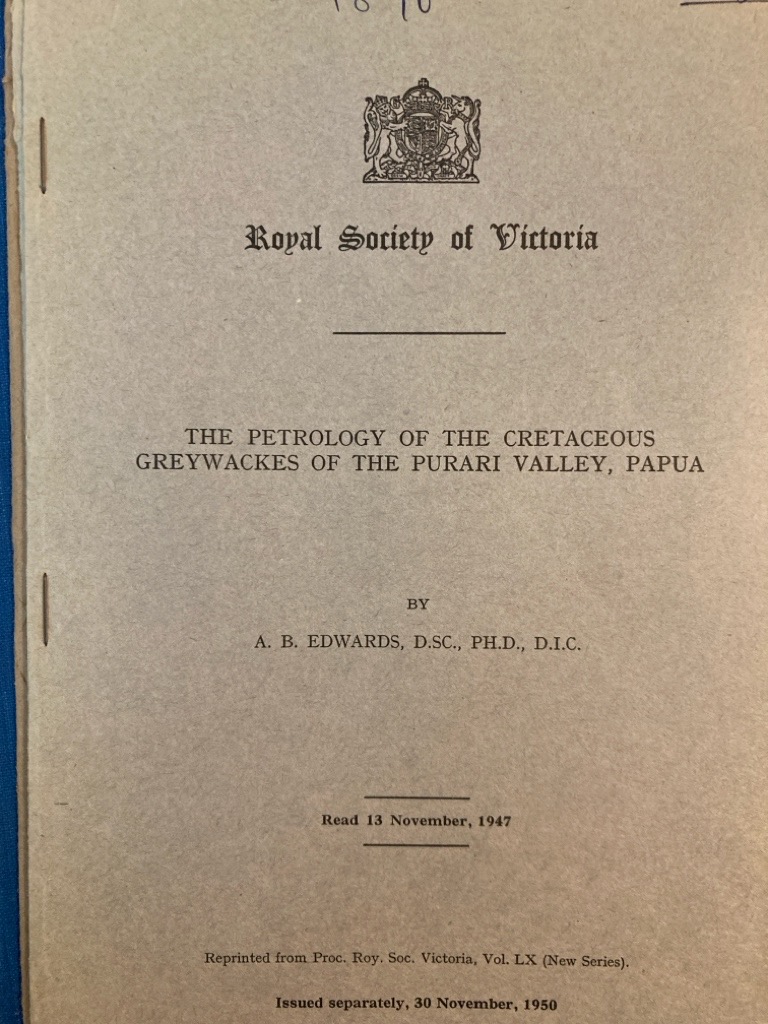 Royal Society of Victoria
THE PETROLOGY OF THE CRETACEOUS
GREYWACKES OF THE PURARI VALLEY, PAPUA
BY
A. B. EDWARDS, D.SC., PH.D., D.I.C.
Read 13 November, 1947
Reprinted from Proc. Roy. Soc. Victoria, Vol. LX (New Series).
Issued separately, 30 November, 1950